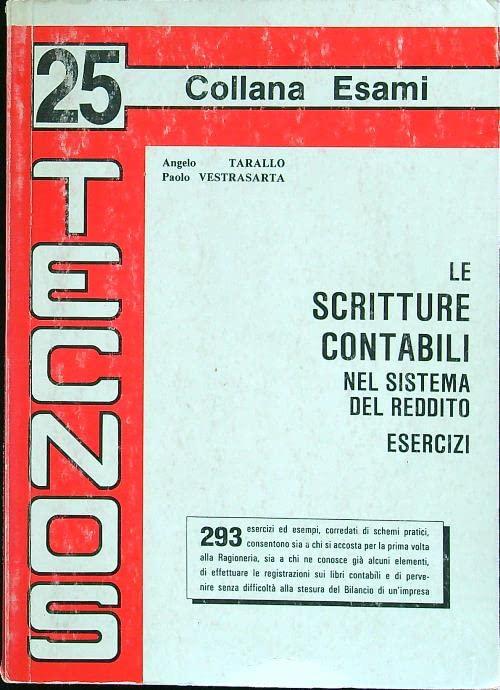 25
Collana Esami
TECNOS
Angelo TARALLO
Paolo VESTRASARTA
LE
SCRITTURE
CONTABILI
NEL SISTEMA
DEL REDDITO
ESERCIZI
293 esercizi ed esempi, corredati di schemi pratici,
consentono sia a chi si accosta per la prima volta
alla Ragioneria, sia a chi ne conosce già alcuni elementi,
di effettuare le registrazioni sui libri contabili e di perve-
nire senza difficoltà alla stesura del Bilancio di un'impresa